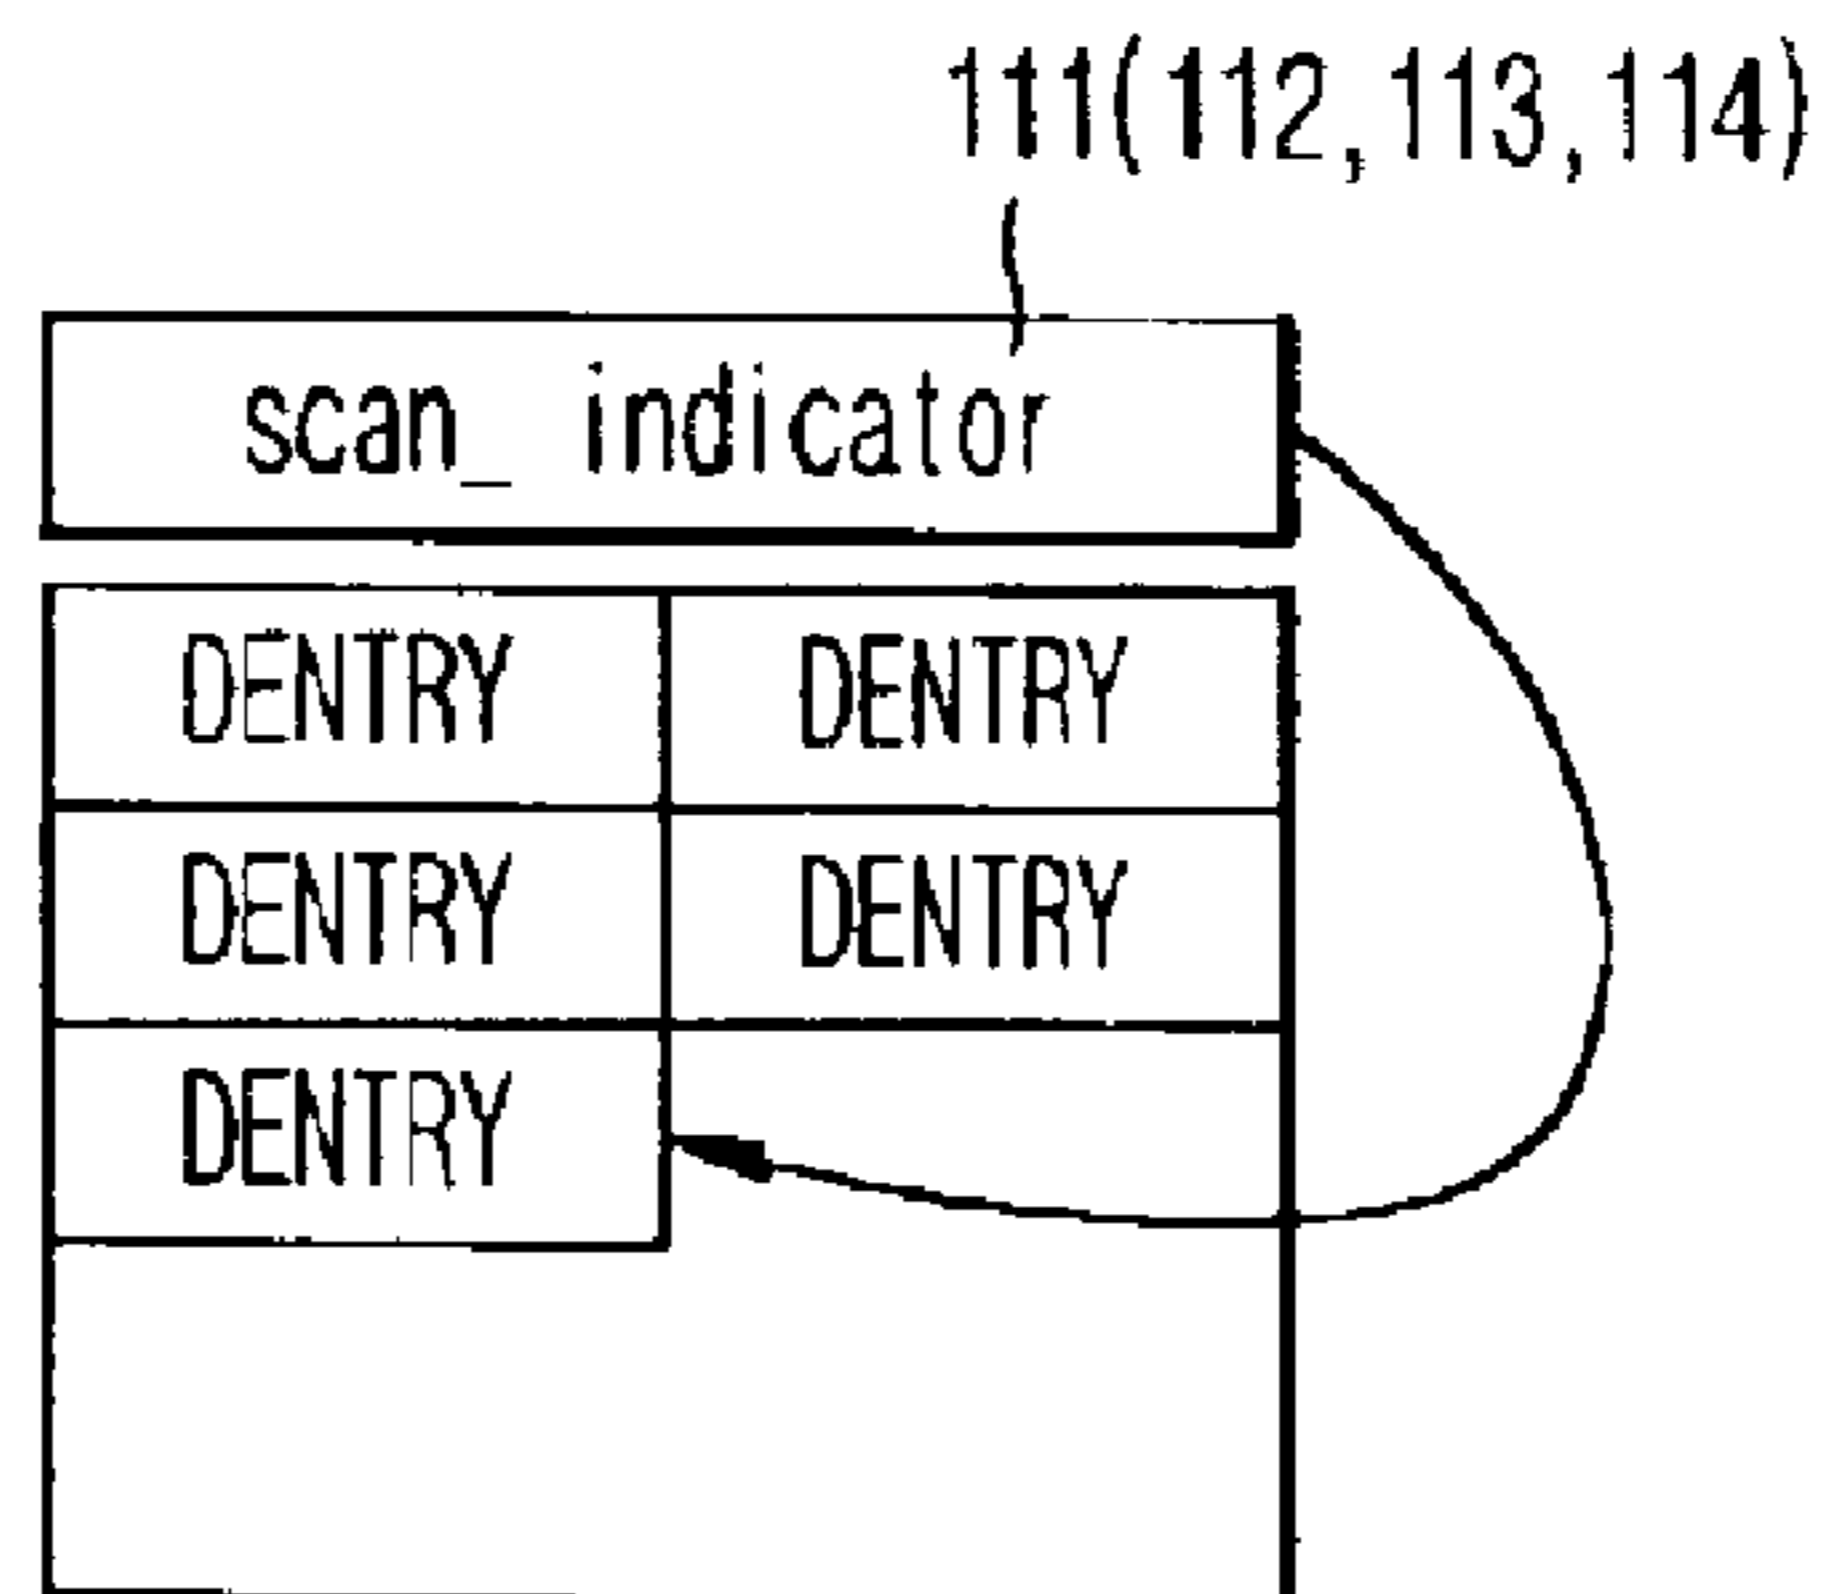 111(112,113,114)
scan_ indicator
DENTRY DENTRY
DENTRY DENTRY
DENTRY